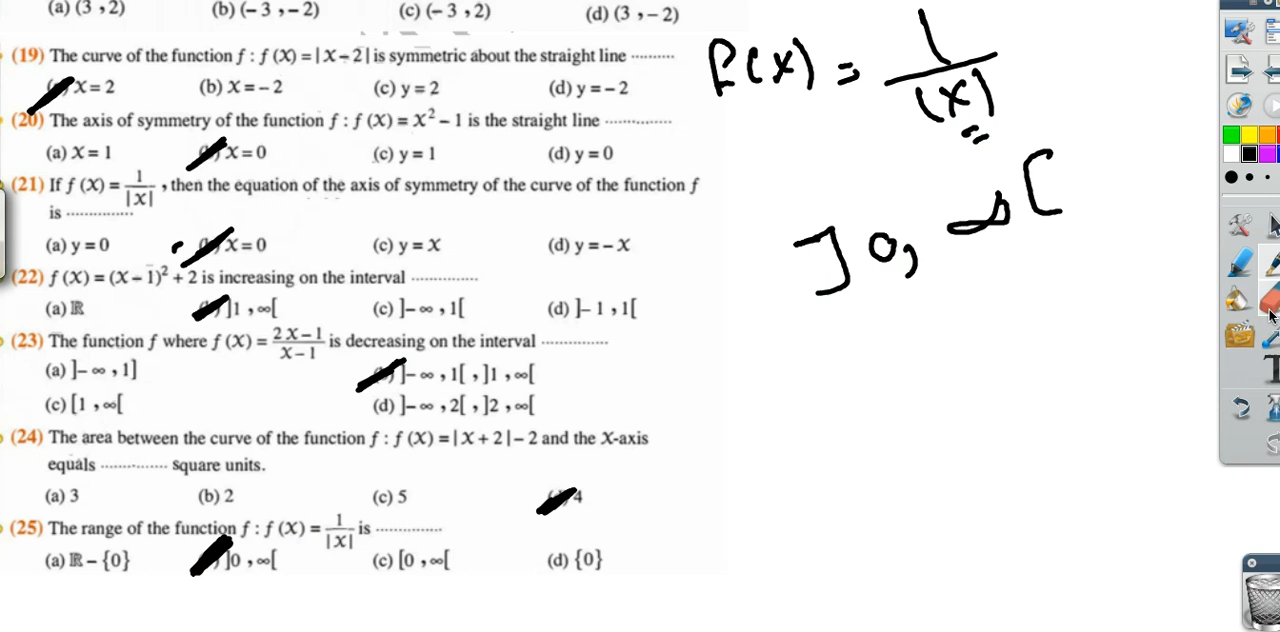 (a) (3 , 2) (b) (– 3 , – 2) (c) (– 3 , 2) (d) (3 , – 2)
(19) The curve of the function f : f (X) = |X – 2| is symmetric about the straight line ··········
X = 2 (b) X = – 2 (c) y = 2 (d) y = – 2
(20) The axis of symmetry of the function f : f (X) = X² – 1 is the straight line ··············
(a) X = 1 X = 0 (c) y = 1 (d) y = 0
(21) If f (X) = 1/|X| , then the equation of the axis of symmetry of the curve of the function f
is ··············
(a) y = 0 X = 0 (c) y = X (d) y = – X
(22) f (X) = (X – 1)² + 2 is increasing on the interval ··············
(a) ℝ ]1 , ∞[ (c) ]– ∞ , 1[ (d) ]– 1 , 1[
(23) The function f where f (X) = (2 X – 1)/(X – 1) is decreasing on the interval ··············
(a) ]– ∞ , 1] ]– ∞ , 1[ , ]1 , ∞[
(c) [1 , ∞[ (d) ]– ∞ , 2[ , ]2 , ∞[
(24) The area between the curve of the function f : f (X) = |X + 2| – 2 and the X-axis
equals ·············· square units.
(a) 3 (b) 2 (c) 5 4
(25) The range of the function f : f (X) = 1/|X| is ··············
(a) ℝ – {0} ]0 , ∞[ (c) [0 , ∞[ (d) {0}
f(x) = 1/(x)
]0, ∞[
T